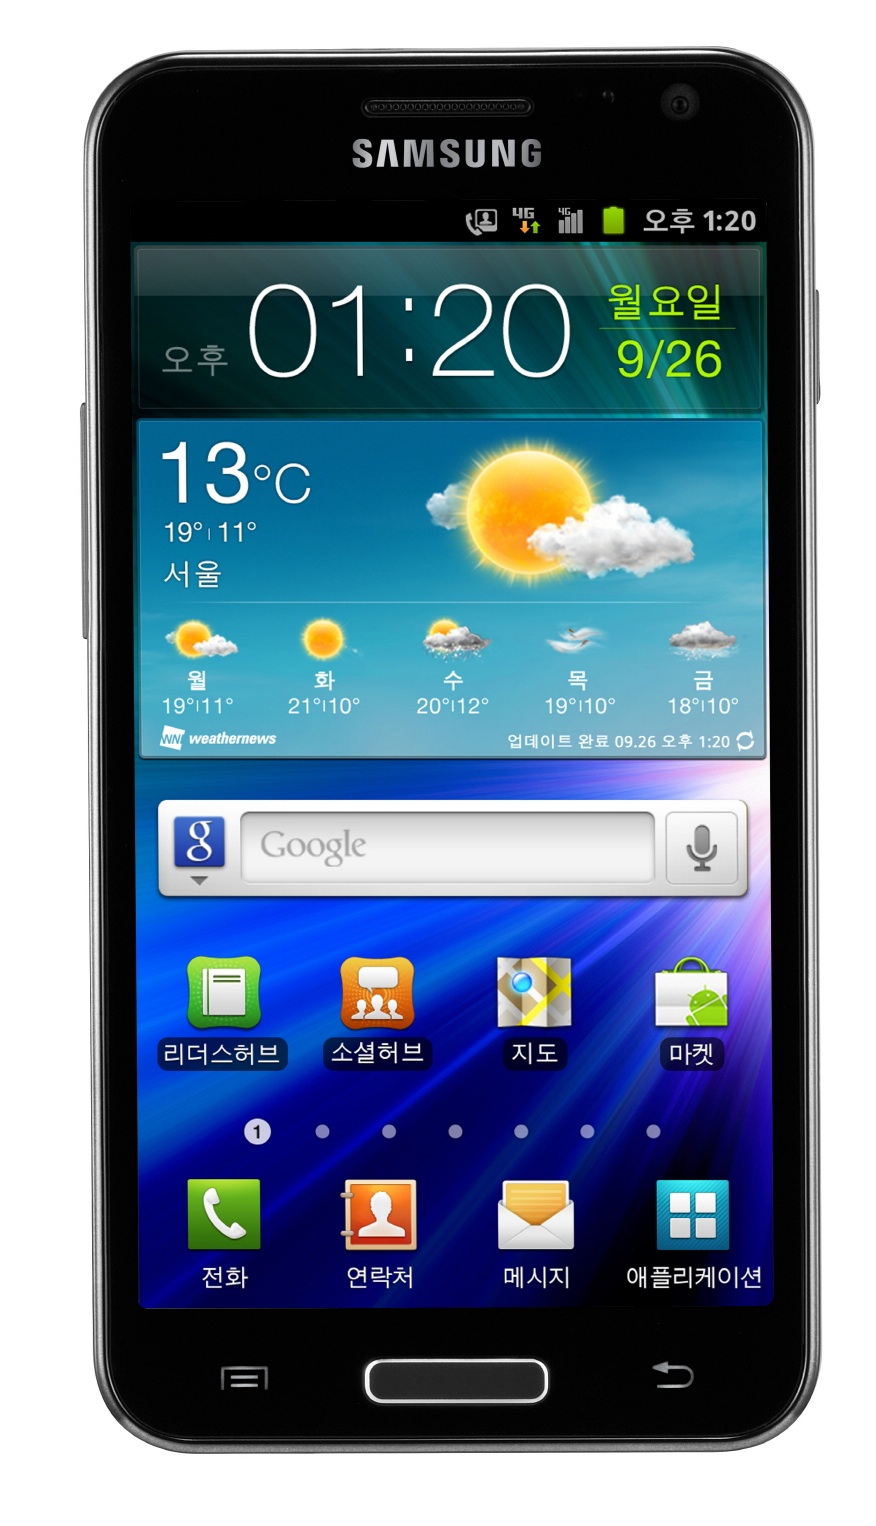 SAMSUNG
4G 4G 오후 1:20
오후 01:20 월요일
9/26
13°C
19° 11°
서울
월 화 수 목 금
19° 11° 21° 10° 20° 12° 19° 10° 18° 10°
WNI weathernews 업데이트 완료 09.26 오후 1:20
g Google
리더스허브 소셜허브 지도 마켓
1
전화 연락처 메시지 애플리케이션